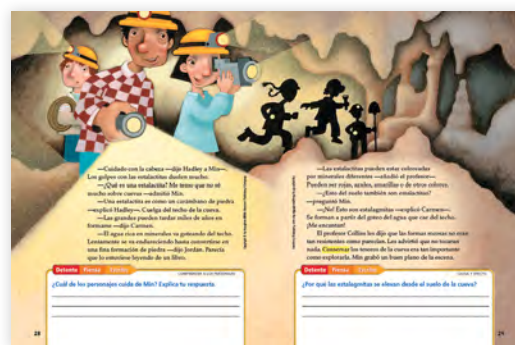 —Cuidado con la cabeza —dijo Hadley a Min—.
Los golpes con las estalactitas duelen mucho.
—¿Qué es una estalactita? Me temo que no sé
mucho sobre cuevas —admitió Min.
—Una estalactita es como un carámbano de piedra
—explicó Hadley—. Cuelga del techo de la cueva.
—Las grandes pueden tardar miles de años en
formarse —dijo Carmen.
—El agua rica en minerales va goteando del techo.
Lentamente se va endureciendo hasta convertirse en
una fina formación de piedra —dijo Jordan. Parecía
que lo estuviese leyendo de un libro.
Detente Piensa Escribe
COMPRENDER A LOS PERSONAJES
¿Cuál de los personajes cuida de Min? Explica tu respuesta.
28
—Las estalactitas pueden estar coloreadas
por minerales diferentes —añadió el profesor—.
Pueden ser rojas, azules, amarillas o de otros colores.
—¿Esto del suelo también son estalactitas?
—preguntó Min.
—¡No! Esto son estalagmitas —explicó Carmen—.
Se forman a partir del goteo del agua que cae del techo.
¡Me encantan!
El profesor Collins les dijo que las formas rocosas no eran
tan resistentes como parecían. Les advirtió que no tocaran
nada. Conservar los tesoros de la cueva era tan importante
como explorarla. Min grabó un buen plano de la escena.
Detente Piensa Escribe
CAUSA Y EFECTO
¿Por qué las estalagmitas se elevan desde el suelo de la cueva?
29